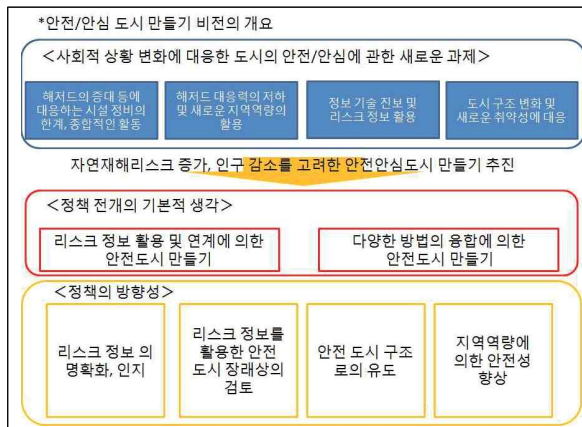 *안전/안심 도시 만들기 비전의 개요
<사회적 상황 변화에 대응한 도시의 안전/안심에 관한 새로운 과제>
해저드의 증대 등에
대응하는 시설 정비의
한계, 종합적인 활동
해저드 대응력의 저하
및 새로운 지역역량의
활용
정보 기술 진보 및
리스크 정보 활용
도시 구조 변화 및
새로운 취약성에 대응
자연재해리스크 증가, 인구 감소를 고려한 안전안심도시 만들기 추진
<정책 전개의 기본적 생각>
리스크 정보 활용 및 연계에 의한
안전도시 만들기
다양한 방법의 융합에 의한
안전도시 만들기
<정책의 방향성>
리스크 정보 의
명확화, 인지
리스크 정보를
활용한 안전
도시 장래상의
검토
안전 도시 구조
로의 유도
지역역량에
의한 안전성
향상